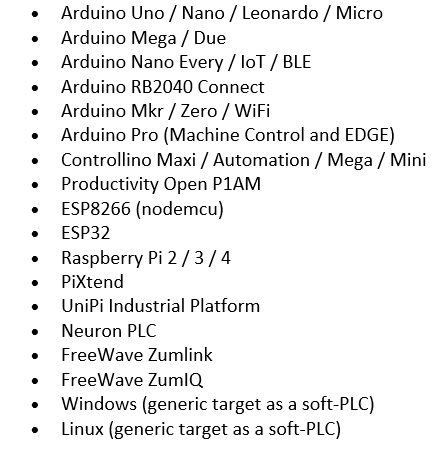 • Arduino Uno / Nano / Leonardo / Micro
• Arduino Mega / Due
• Arduino Nano Every / IoT / BLE
• Arduino RB2040 Connect
• Arduino Mkr / Zero / WiFi
• Arduino Pro (Machine Control and EDGE)
• Controllino Maxi / Automation / Mega / Mini
• Productivity Open P1AM
• ESP8266 (nodemcu)
• ESP32
• Raspberry Pi 2 / 3 / 4
• PiXtend
• UniPi Industrial Platform
• Neuron PLC
• FreeWave Zumlink
• FreeWave ZumIQ
• Windows (generic target as a soft-PLC)
• Linux (generic target as a soft-PLC)